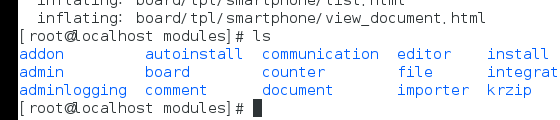 inflating: board/tpl/smartphone/list.html
inflating: board/tpl/smartphone/view_document.html
[root@localhost modules]# ls
addon autoinstall communication editor install
admin board counter file integrat
adminlogging comment document importer krzip
[root@localhost modules]#